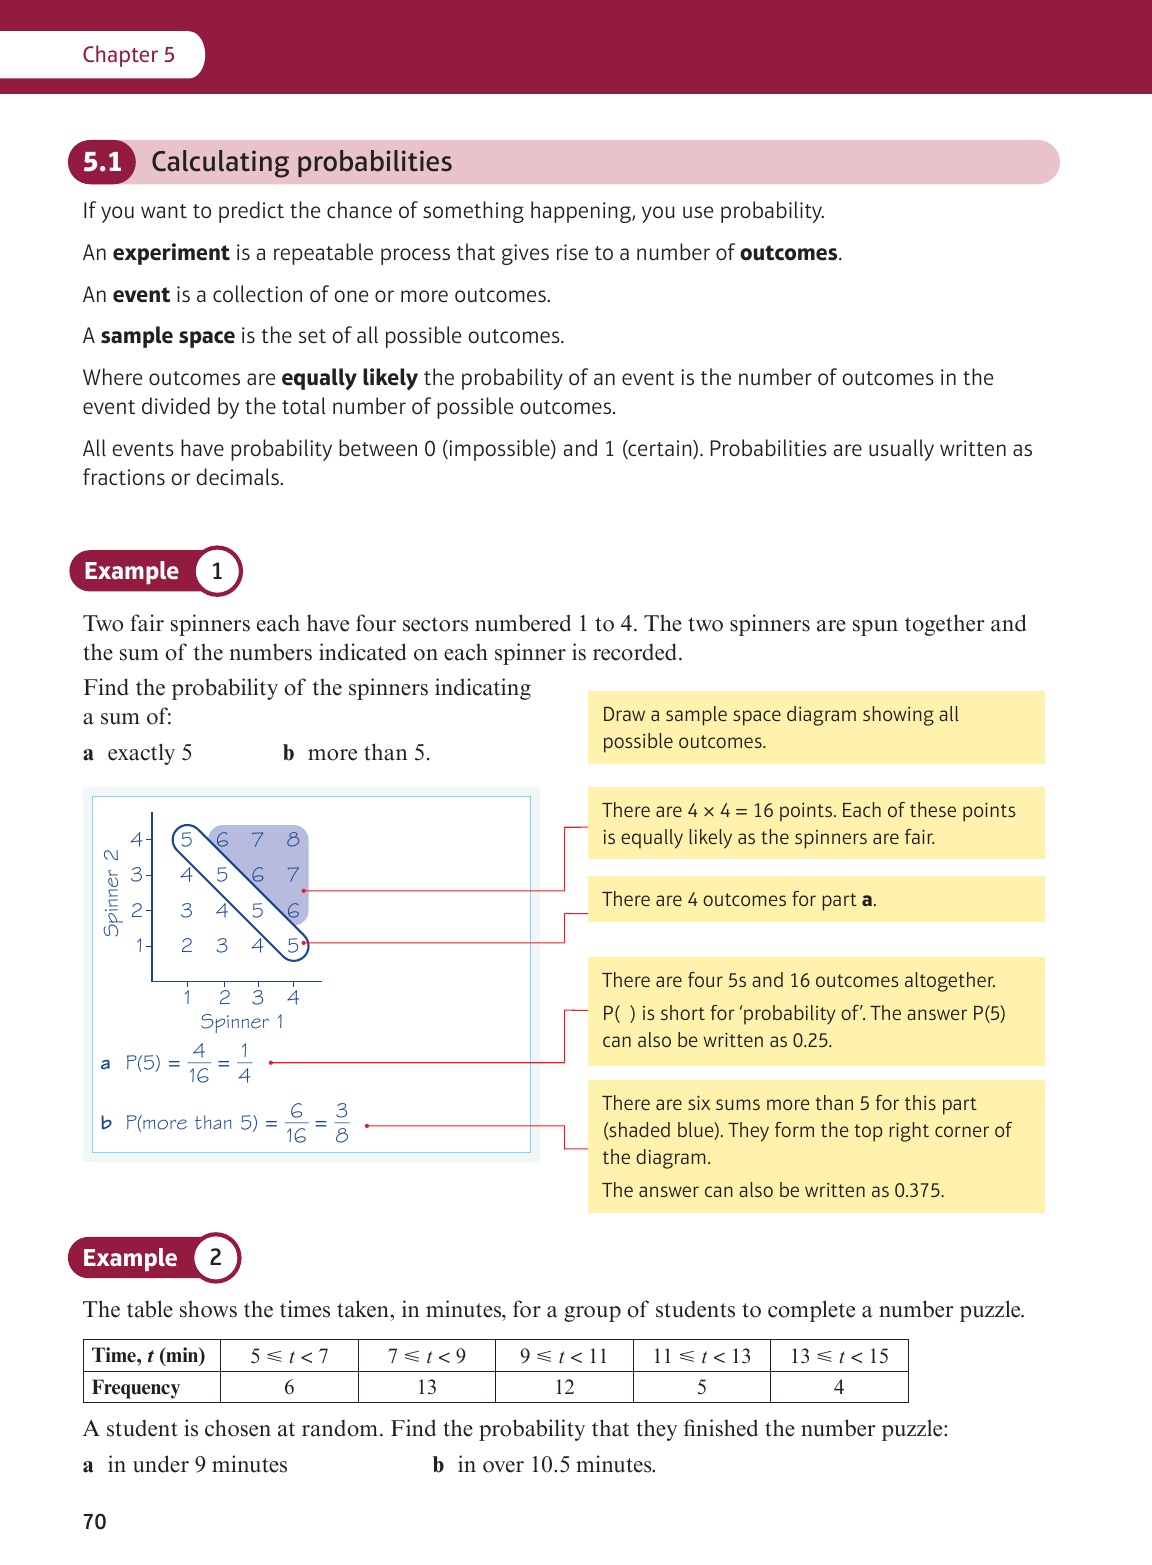 Chapter 5
5.1 Calculating probabilities
If you want to predict the chance of something happening, you use probability.
An experiment is a repeatable process that gives rise to a number of outcomes.
An event is a collection of one or more outcomes.
A sample space is the set of all possible outcomes.
Where outcomes are equally likely the probability of an event is the number of outcomes in the
event divided by the total number of possible outcomes.
All events have probability between 0 (impossible) and 1 (certain). Probabilities are usually written as
fractions or decimals.
Example 1
Two fair spinners each have four sectors numbered 1 to 4. The two spinners are spun together and
the sum of the numbers indicated on each spinner is recorded.
Find the probability of the spinners indicating
a sum of:
a exactly 5 b more than 5.
Draw a sample space diagram showing all
possible outcomes.
Spinner 2
4 5 6 7 8
3 4 5 6 7
2 3 4 5 6
1 2 3 4 5
1 2 3 4
Spinner 1
a P(5) = 4/16 = 1/4
b P(more than 5) = 6/16 = 3/8
There are 4 × 4 = 16 points. Each of these points
is equally likely as the spinners are fair.
There are 4 outcomes for part a.
There are four 5s and 16 outcomes altogether.
P( ) is short for ‘probability of’. The answer P(5)
can also be written as 0.25.
There are six sums more than 5 for this part
(shaded blue). They form the top right corner of
the diagram.
The answer can also be written as 0.375.
Example 2
The table shows the times taken, in minutes, for a group of students to complete a number puzzle.
Time, t (min) 5 ⩽ t < 7 7 ⩽ t < 9 9 ⩽ t < 11 11 ⩽ t < 13 13 ⩽ t < 15
Frequency 6 13 12 5 4
A student is chosen at random. Find the probability that they finished the number puzzle:
a in under 9 minutes b in over 10.5 minutes.
70